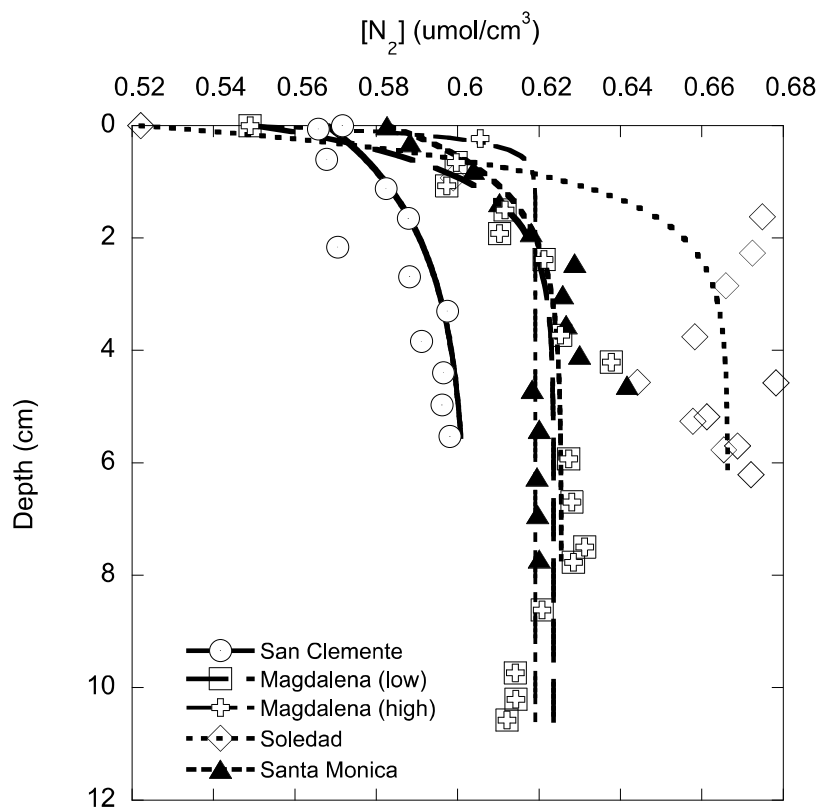 [N2] (umol/cm3)
0.52 0.54 0.56 0.58 0.6 0.62 0.64 0.66 0.68
0
2
4
6
8
10
12
Depth (cm)
San Clemente
Magdalena (low)
Magdalena (high)
Soledad
Santa Monica